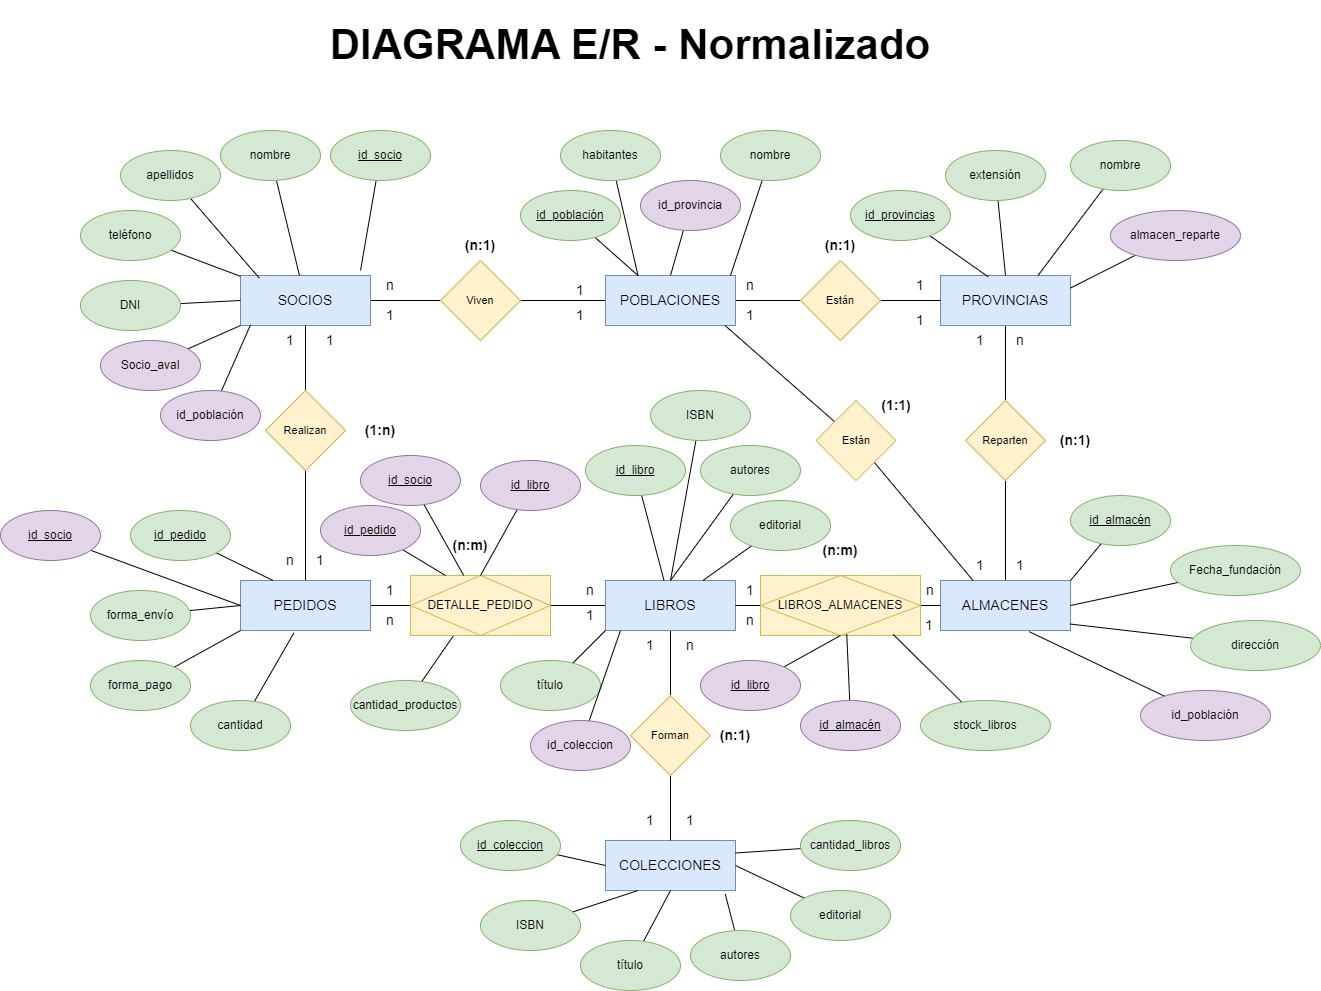 DIAGRAMA E/R - Normalizado
apellidos
nombre
id_socio
teléfono
DNI
Socio_aval
id_población
SOCIOS
n
1
(n:1)
Viven
1
1
habitantes
nombre
id_población
id_provincia
POBLACIONES
n
1
(n:1)
Están
1
1
extensión
nombre
id_provincias
almacen_reparte
PROVINCIAS
1
1
Realizan
(1:n)
n
1
(1:1)
Están
1
1
n
Reparten
(n:1)
1
id_socio
id_pedido
forma_envío
forma_pago
cantidad
PEDIDOS
1
n
id_socio
id_libro
id_pedido
(n:m)
DETALLE_PEDIDO
cantidad_productos
n
1
ISBN
id_libro
autores
editorial
LIBROS
título
id_coleccion
1
n
(n:m)
LIBROS_ALMACENES
id_libro
id_almacén
stock_libros
n
1
id_almacén
Fecha_fundación
ALMACENES
dirección
id_población
1
n
Forman
(n:1)
1
1
id_coleccion
cantidad_libros
COLECCIONES
ISBN
título
autores
editorial